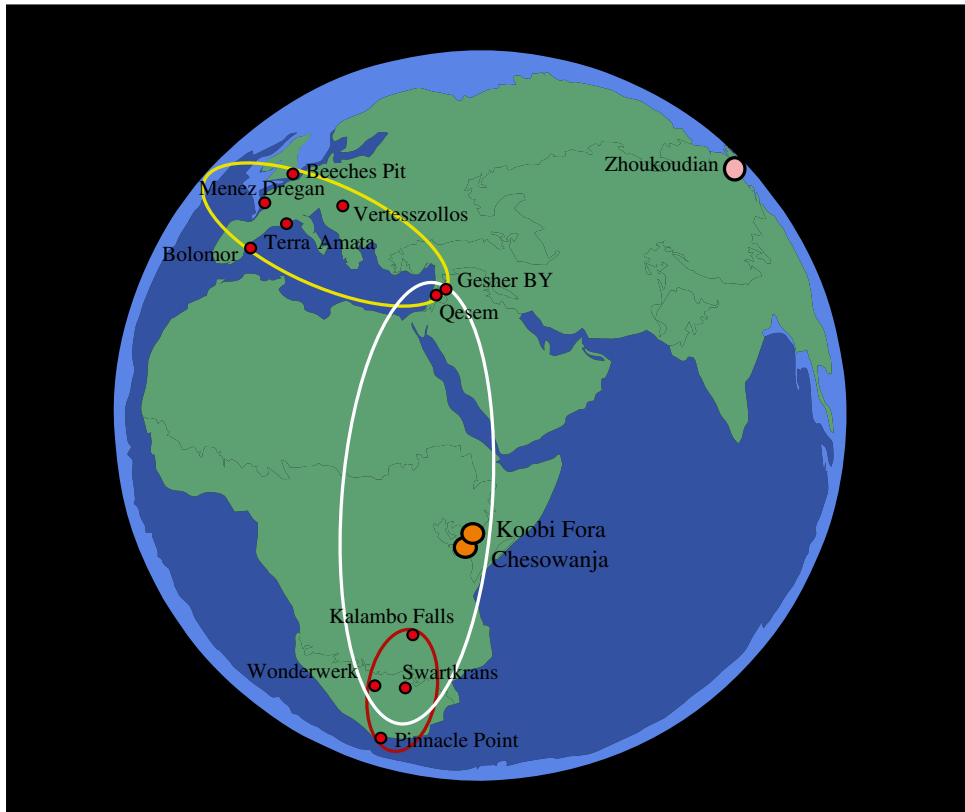 Zhoukoudian
Beeches Pit
Menez Dregan
Vertesszollos
Terra Amata
Bolomor
Gesher BY
Qesem
Koobi Fora
Chesowanja
Kalambo Falls
Wonderwerk
Swartkrans
Pinnacle Point